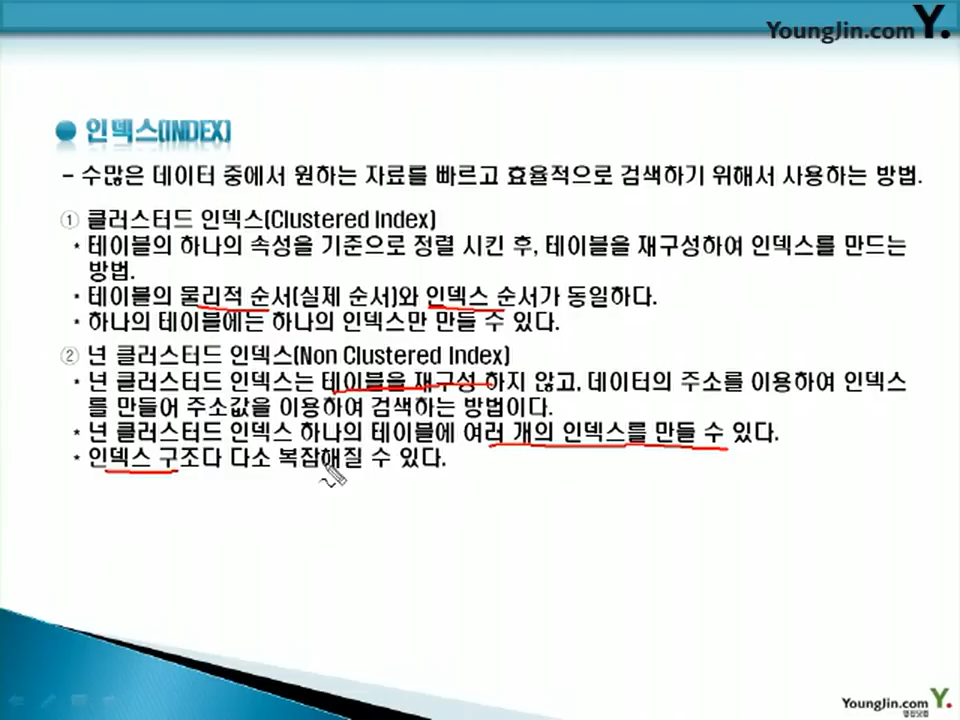 YoungJin.com Y.
인덱스(INDEX)
- 수많은 데이터 중에서 원하는 자료를 빠르고 효율적으로 검색하기 위해서 사용하는 방법.
① 클러스터드 인덱스(Clustered Index)
* 테이블의 하나의 속성을 기준으로 정렬 시킨 후, 테이블을 재구성하여 인덱스를 만드는
방법.
* 테이블의 물리적 순서(실제 순서)와 인덱스 순서가 동일하다.
* 하나의 테이블에는 하나의 인덱스만 만들 수 있다.
② 넌 클러스터드 인덱스(Non Clustered Index)
* 넌 클러스터드 인덱스는 테이블을 재구성 하지 않고, 데이터의 주소를 이용하여 인덱스
를 만들어 주소값을 이용하여 검색하는 방법이다.
* 넌 클러스터드 인덱스 하나의 테이블에 여러 개의 인덱스를 만들 수 있다.
* 인덱스 구조다 다소 복잡해질 수 있다.
YoungJin.com Y.
영진닷컴